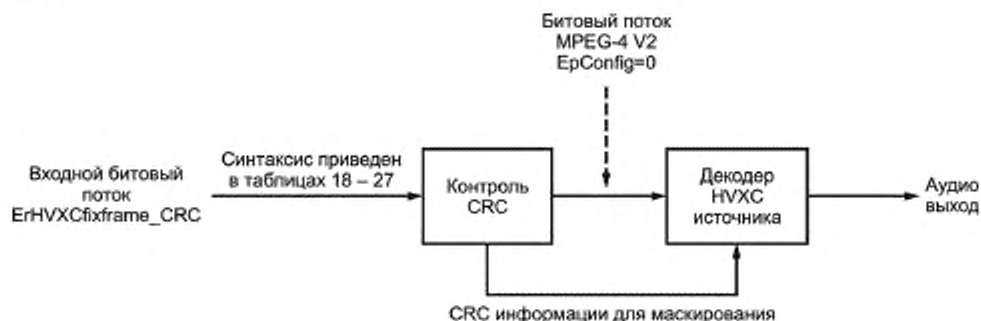 Битовый поток
MPEG-4 V2
EpConfig=0
Входной битовый
поток
ErHVXCfixframe_CRC
Синтаксис приведен
в таблицах 18 – 27
Контроль
CRC
Декодер
HVXC
источника
Аудио
выход
CRC информации для маскирования